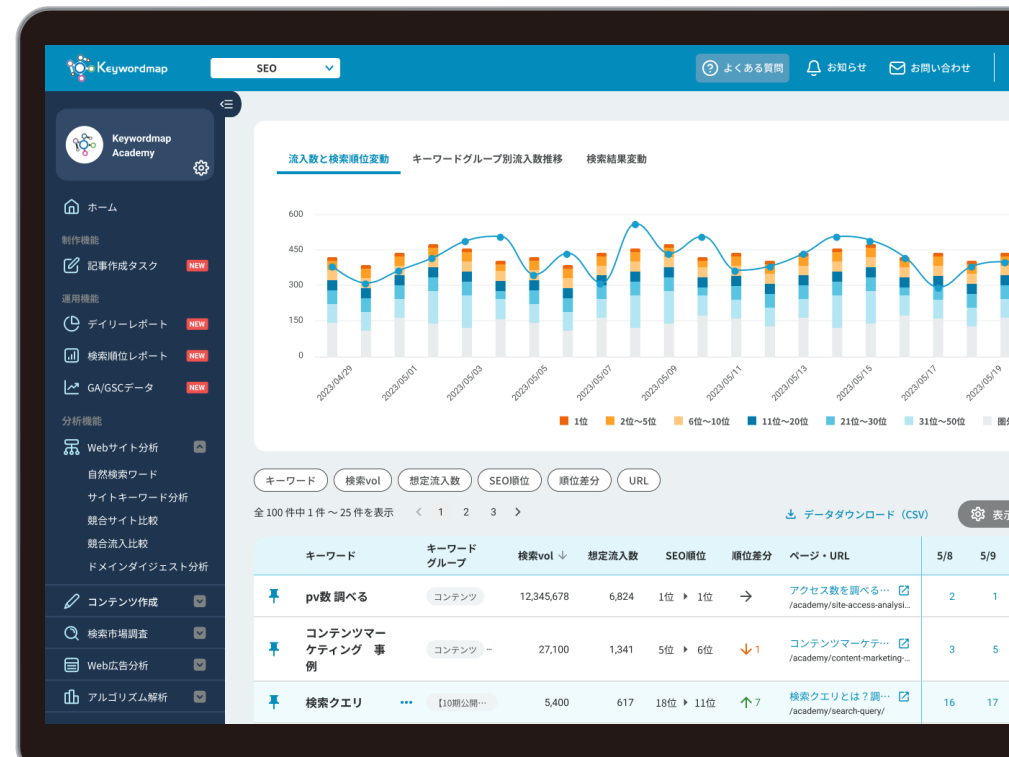 Keywordmap
SEO
よくある質問
お知らせ
お問い合わせ
Keywordmap
Academy
ホーム
制作機能
記事作成タスク NEW
運用機能
デイリーレポート NEW
検索順位レポート NEW
GA/GSCデータ NEW
分析機能
Webサイト分析
自然検索ワード
サイトキーワード分析
競合サイト比較
競合流入比較
ドメインダイジェスト分析
コンテンツ作成
検索市場調査
Web広告分析
アルゴリズム解析
流入数と検索順位変動 キーワードグループ別流入数推移 検索結果変動
600
450
300
150
0
2023/04/29 2023/05/01 2023/05/03 2023/05/05 2023/05/07 2023/05/09 2023/05/11 2023/05/13 2023/05/15 2023/05/17 2023/05/19
1位 2位〜5位 6位〜10位 11位〜20位 21位〜30位 31位〜50位 圏
キーワード 検索vol 想定流入数 SEO順位 順位差分 URL
全 100 件中 1 件 〜 25 件を表示 1 2 3
データダウンロード（CSV） 表示
キーワード キーワード
グループ 検索vol 想定流入数 SEO順位 順位差分 ページ・URL 5/8 5/9
pv数 調べる コンテンツ 12,345,678 6,824 1位 1位 アクセス数を調べる… 2 1
/academy/site-access-analysi...
コンテンツマー
ケティング 事
例 コンテンツ … 27,100 1,341 5位 6位 1 コンテンツマーケテ… 3 5
/academy/content-marketing-...
検索クエリ … 【10期公開… 5,400 617 18位 11位 7 検索クエリとは？調… 16 17
/academy/search-query/